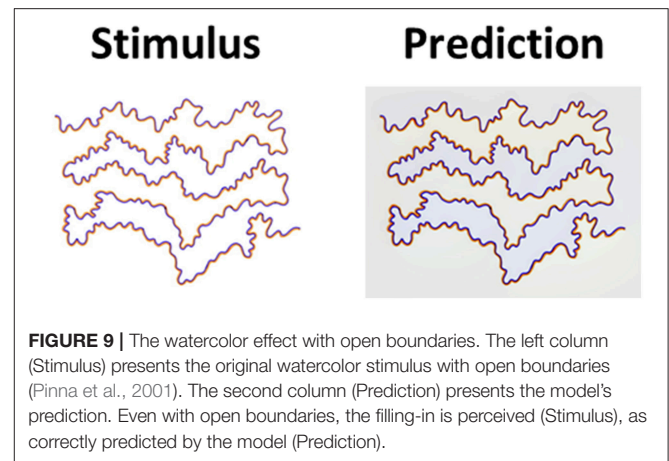 Stimulus Prediction
FIGURE 9 | The watercolor effect with open boundaries. The left column
(Stimulus) presents the original watercolor stimulus with open boundaries
(Pinna et al., 2001). The second column (Prediction) presents the model’s
prediction. Even with open boundaries, the filling-in is perceived (Stimulus), as
correctly predicted by the model (Prediction).